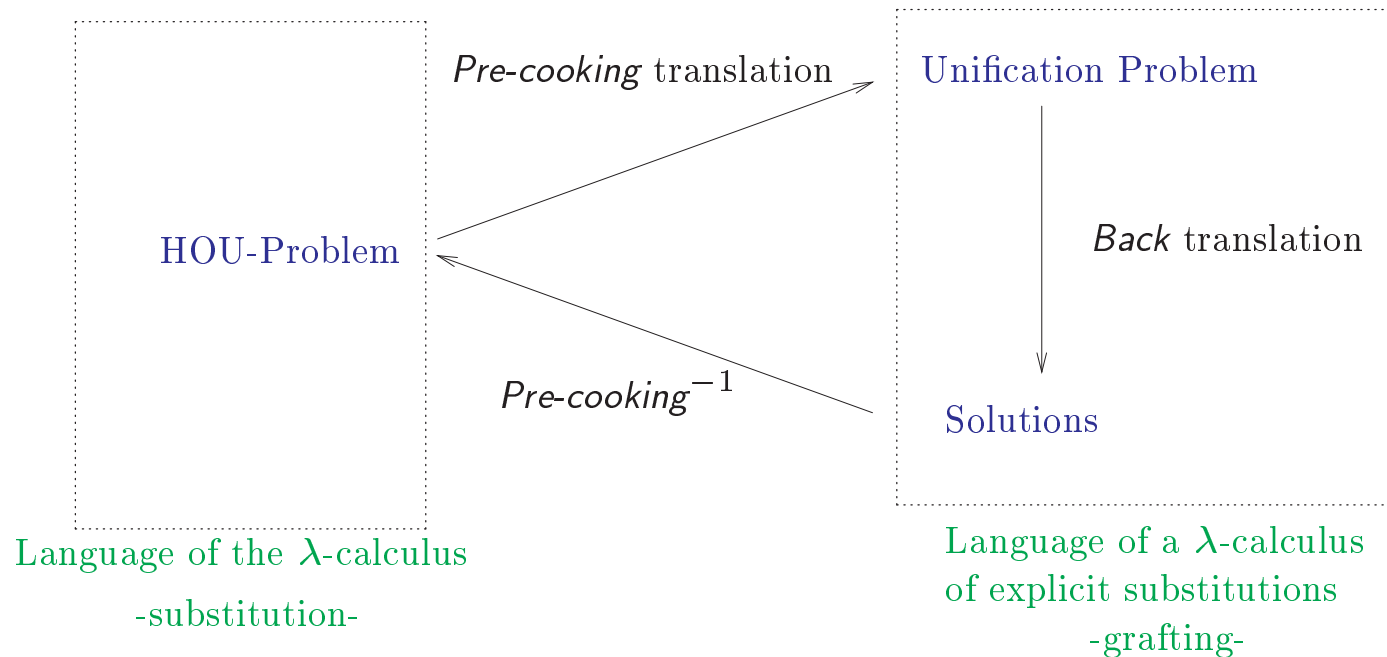 Pre-cooking translation
Unification Problem
HOU-Problem
Back translation
Pre-cooking⁻¹
Solutions
Language of the λ-calculus
-substitution-
Language of a λ-calculus
of explicit substitutions
-grafting-